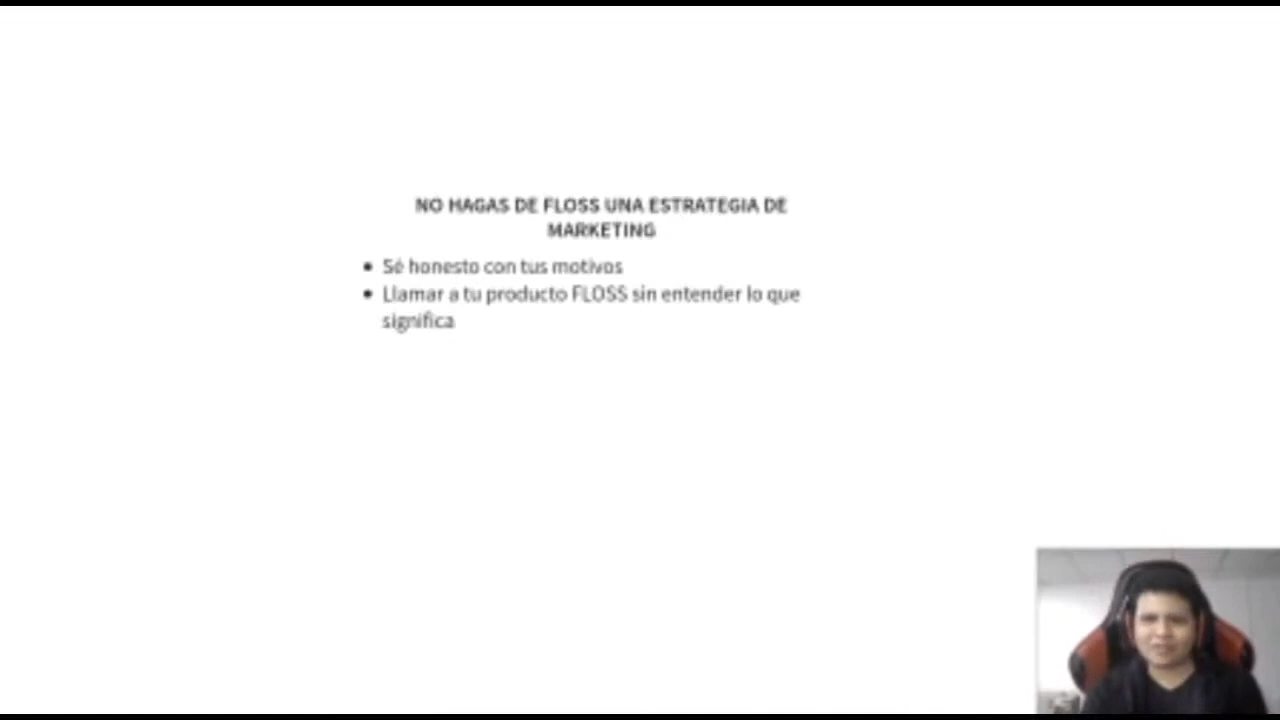 NO HAGAS DE FLOSS UNA ESTRATEGIA DE
MARKETING
• Sé honesto con tus motivos
• Llamar a tu producto FLOSS sin entender lo que
significa